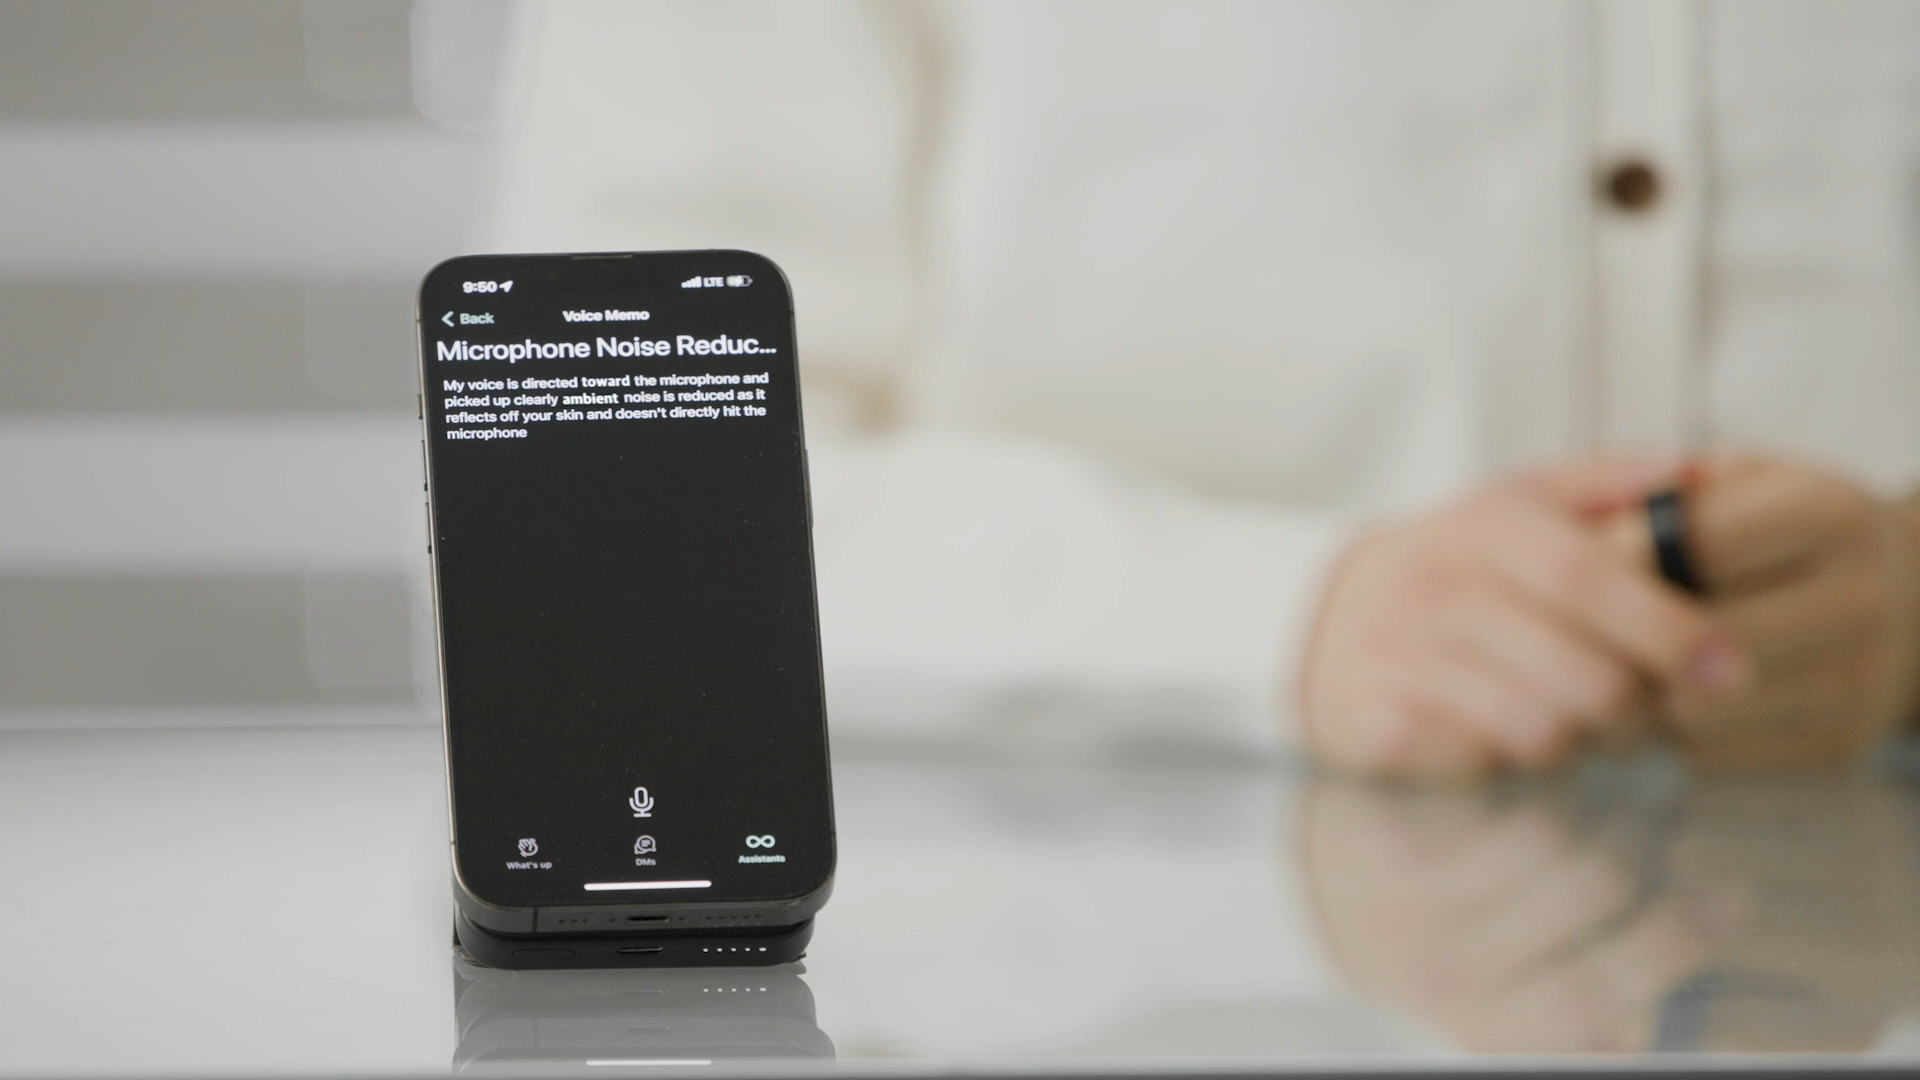 9:50 LTE
Back Voice Memo
Microphone Noise Reduc...
My voice is directed toward the microphone and
picked up clearly ambient noise is reduced as it
reflects off your skin and doesn't directly hit the
microphone
What's up DMs Assistants